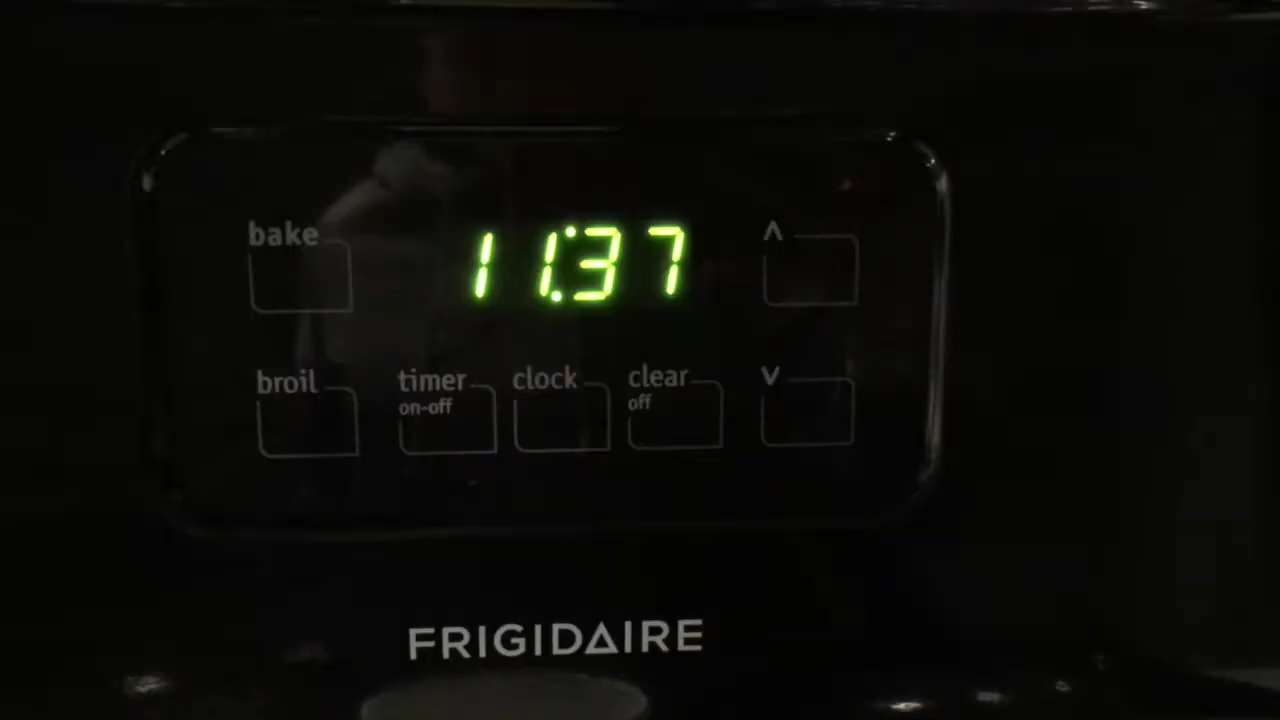 bake
11:37
^
broil
timer
on-off
clock
clear
off
v
FRIGIDAIRE